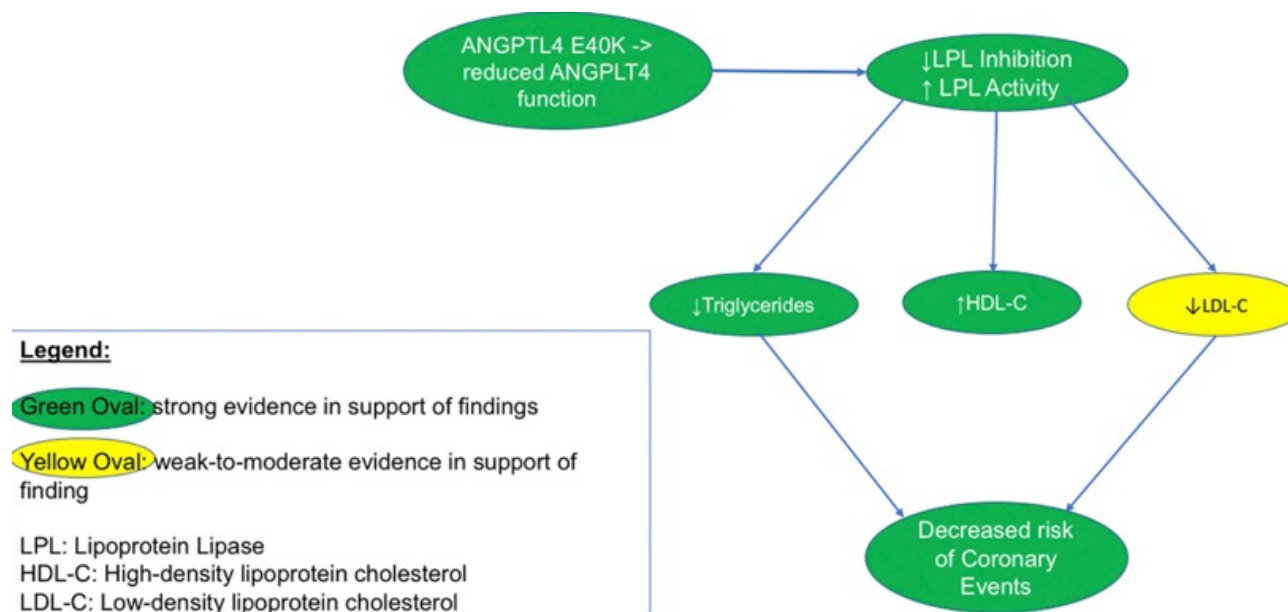 ANGPTL4 E40K ->
reduced ANGPLT4
function
↓LPL Inhibition
↑ LPL Activity
↓Triglycerides
↑HDL-C
↓LDL-C
Decreased risk
of Coronary
Events
Legend:
Green Oval: strong evidence in support of findings
Yellow Oval: weak-to-moderate evidence in support of
finding
LPL: Lipoprotein Lipase
HDL-C: High-density lipoprotein cholesterol
LDL-C: Low-density lipoprotein cholesterol